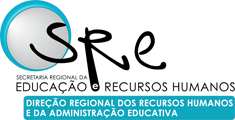 sre
SECRETARIA REGIONAL DA
EDUCAÇÃO e RECURSOS HUMANOS
DIREÇÃO REGIONAL DOS RECURSOS HUMANOS
E DA ADMINISTRAÇÃO EDUCATIVA